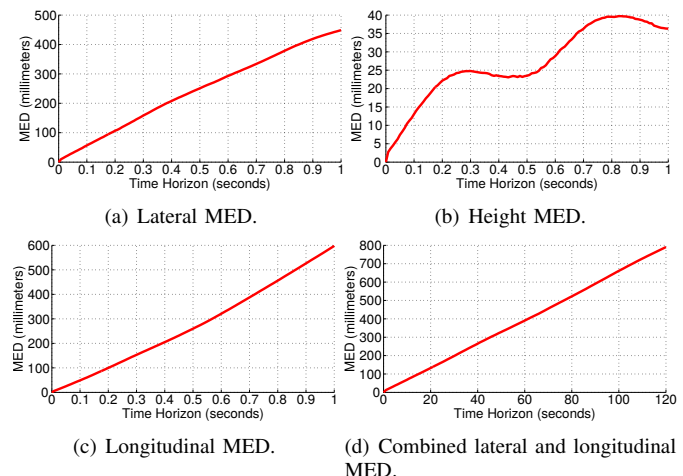 500
400
300
200
100
0
MED (millimeters)
0 0.1 0.2 0.3 0.4 0.5 0.6 0.7 0.8 0.9 1
Time Horizon (seconds)
(a) Lateral MED.
40
35
30
25
20
15
10
5
0
MED (millimeters)
0 0.1 0.2 0.3 0.4 0.5 0.6 0.7 0.8 0.9 1
Time Horizon (seconds)
(b) Height MED.
600
500
400
300
200
100
0
MED (millimeters)
0 0.1 0.2 0.3 0.4 0.5 0.6 0.7 0.8 0.9 1
Time Horizon (seconds)
(c) Longitudinal MED.
800
700
600
500
400
300
200
100
0
MED (millimeters)
0 20 40 60 80 100 120
Time Horizon (seconds)
(d) Combined lateral and longitudinal
MED.